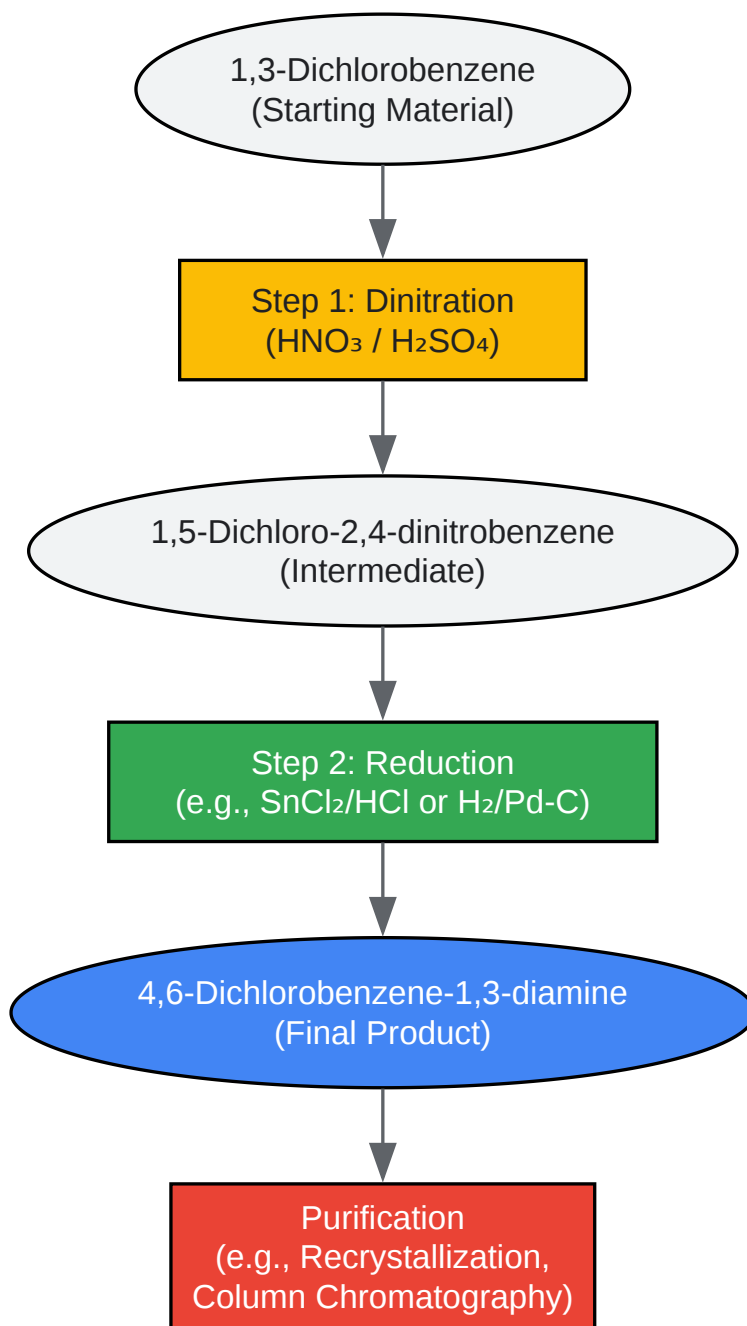 1,3-Dichlorobenzene
(Starting Material)
Step 1: Dinitration
(HNO₃ / H₂SO₄)
1,5-Dichloro-2,4-dinitrobenzene
(Intermediate)
Step 2: Reduction
(e.g., SnCl₂/HCl or H₂/Pd-C)
4,6-Dichlorobenzene-1,3-diamine
(Final Product)
Purification
(e.g., Recrystallization,
Column Chromatography)